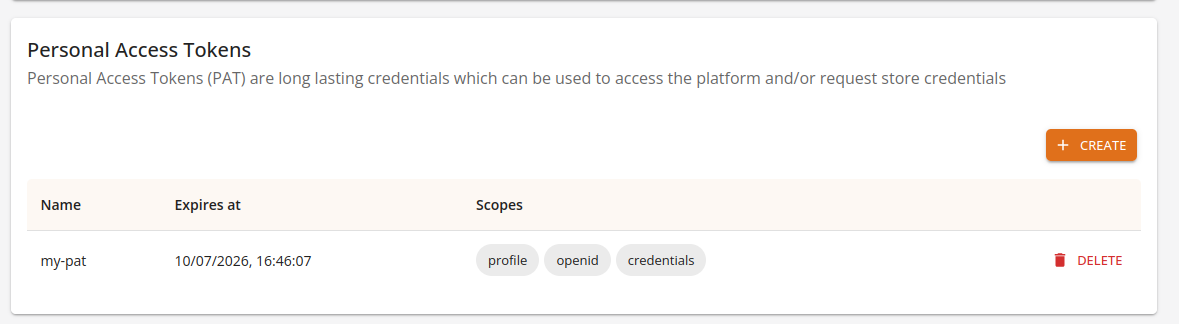 Personal Access Tokens
Personal Access Tokens (PAT) are long lasting credentials which can be used to access the platform and/or request store credentials
+ CREATE
Name Expires at Scopes
my-pat 10/07/2026, 16:46:07 profile openid credentials DELETE